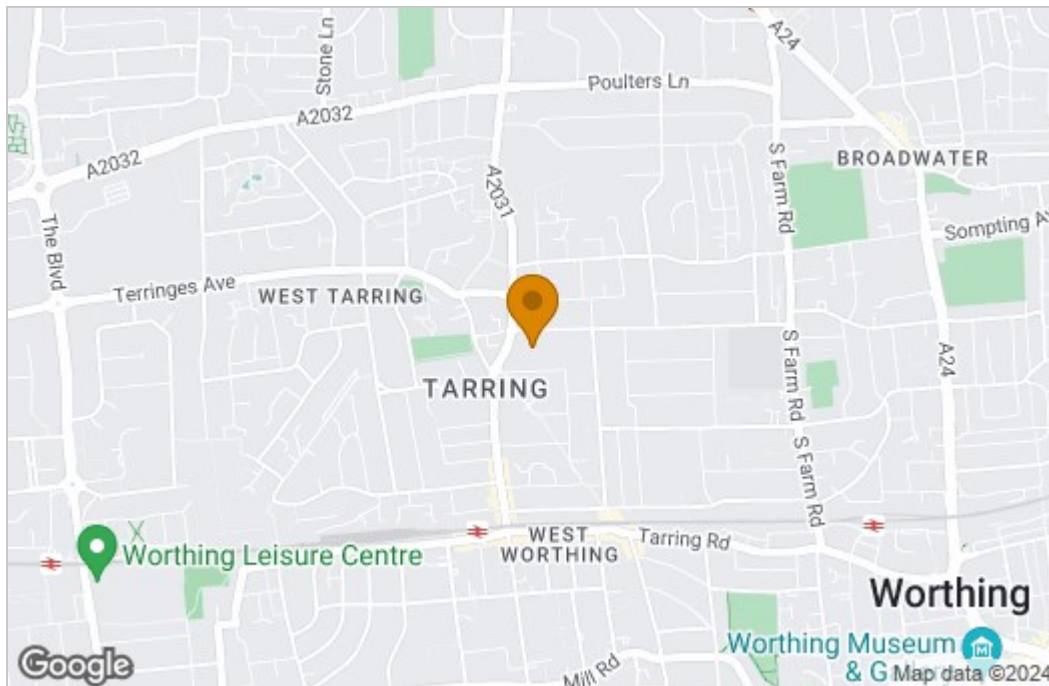 A24
Stone Ln
Poulters Ln
A2032
A2032
A2031
S Farm Rd
BROADWATER
The Blvd
Sompting
Terringes Ave
WEST TARRING
S Farm Rd
A24
TARRING
S Farm Rd
WEST
WORTHING
Tarring Rd
Worthing Leisure Centre
Worthing
Worthing Museum
& G
Mill Rd
Google
Map data ©2024